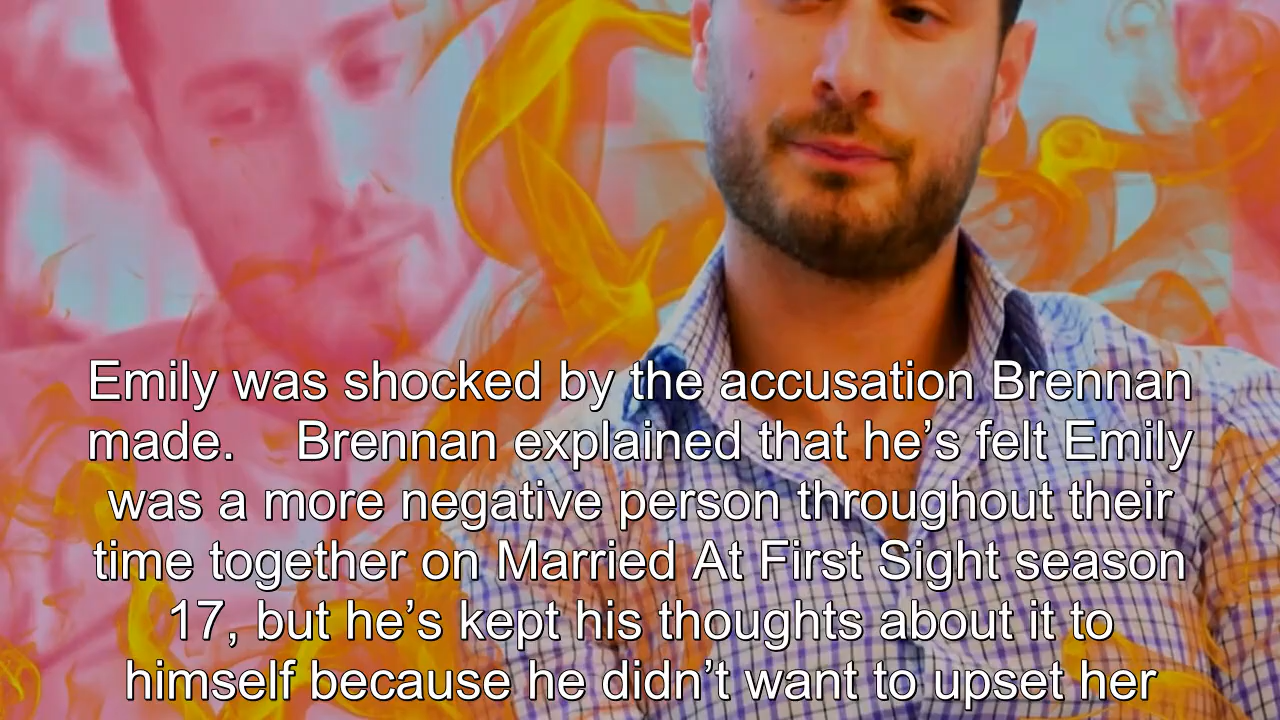 Emily was shocked by the accusation Brennan
made.    Brennan explained that he’s felt Emily
was a more negative person throughout their
time together on Married At First Sight season
17, but he’s kept his thoughts about it to
himself because he didn’t want to upset her